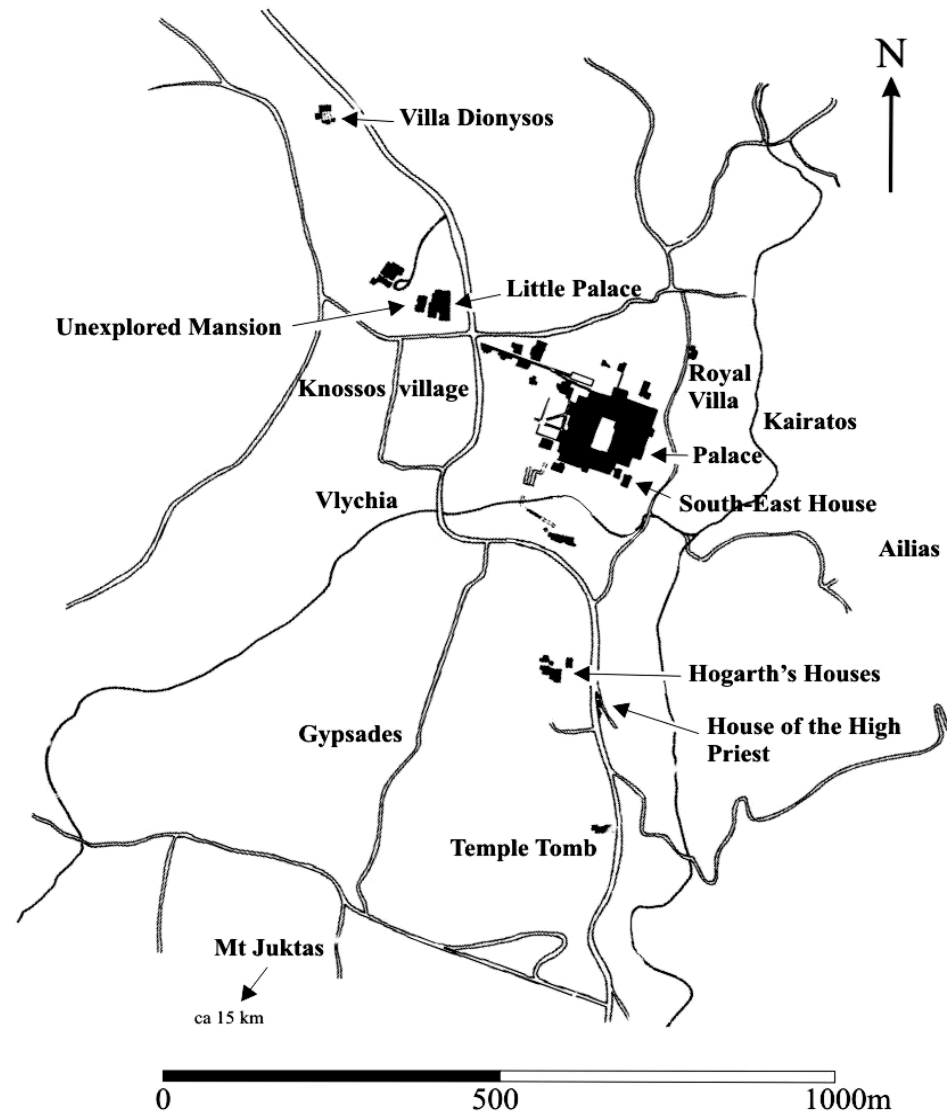 N
Villa Dionysos
Little Palace
Unexplored Mansion
Knossos village
Royal
Villa
Kairatos
Palace
Vlychia
South-East House
Ailias
Hogarth's Houses
Gypsades
House of the High
Priest
Temple Tomb
Mt Juktas
ca 15 km
0 500 1000m